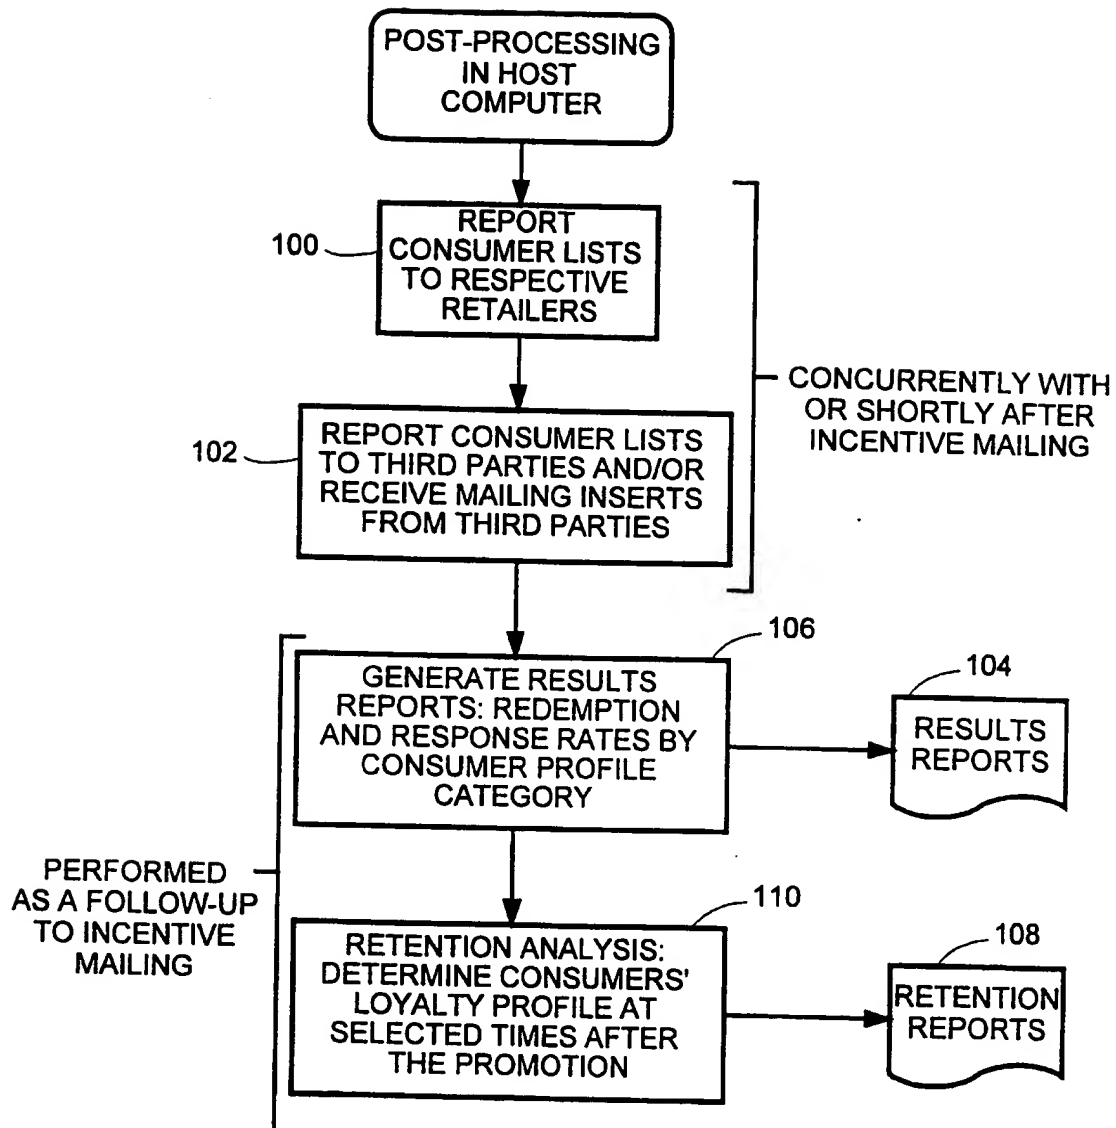 POST-PROCESSING
IN HOST
COMPUTER
100
REPORT
CONSUMER LISTS
TO RESPECTIVE
RETAILERS
CONCURRENTLY WITH
OR SHORTLY AFTER
INCENTIVE MAILING
102
REPORT CONSUMER LISTS
TO THIRD PARTIES AND/OR
RECEIVE MAILING INSERTS
FROM THIRD PARTIES
106
GENERATE RESULTS
REPORTS: REDEMPTION
AND RESPONSE RATES BY
CONSUMER PROFILE
CATEGORY
104
RESULTS
REPORTS
PERFORMED
AS A FOLLOW-UP
TO INCENTIVE
MAILING
110
RETENTION ANALYSIS:
DETERMINE CONSUMERS'
LOYALTY PROFILE AT
SELECTED TIMES AFTER
THE PROMOTION
108
RETENTION
REPORTS